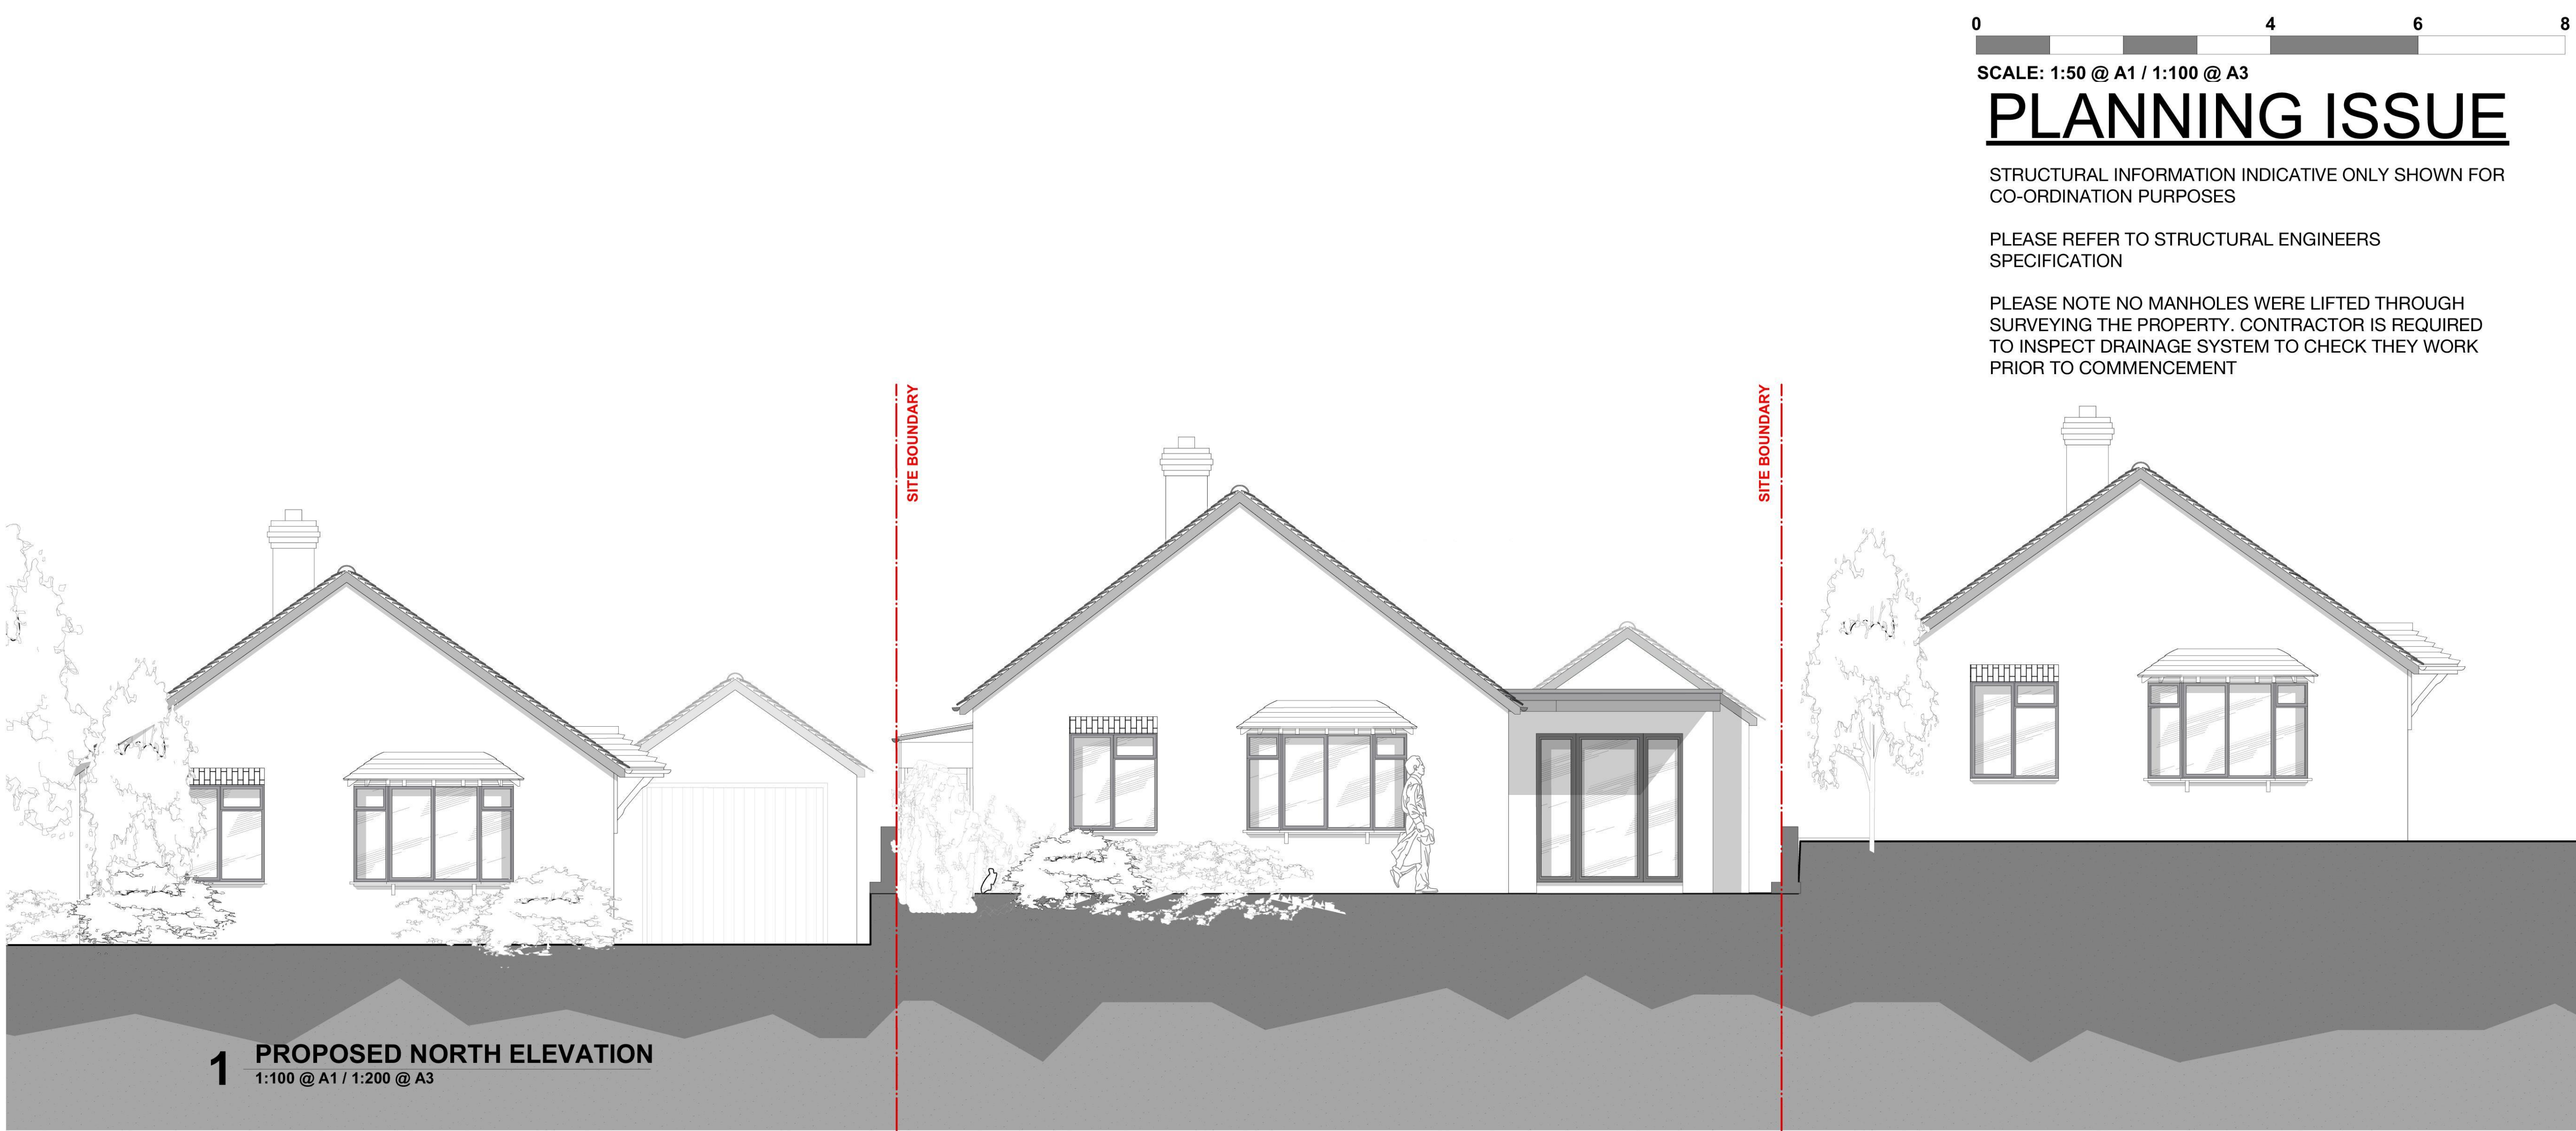 0 4 6 8
SCALE: 1:50 @ A1 / 1:100 @ A3
PLANNING ISSUE
STRUCTURAL INFORMATION INDICATIVE ONLY SHOWN FOR
CO-ORDINATION PURPOSES
PLEASE REFER TO STRUCTURAL ENGINEERS
SPECIFICATION
PLEASE NOTE NO MANHOLES WERE LIFTED THROUGH
SURVEYING THE PROPERTY. CONTRACTOR IS REQUIRED
TO INSPECT DRAINAGE SYSTEM TO CHECK THEY WORK
PRIOR TO COMMENCEMENT
SITE BOUNDARY
SITE BOUNDARY
1 PROPOSED NORTH ELEVATION
1:100 @ A1 / 1:200 @ A3